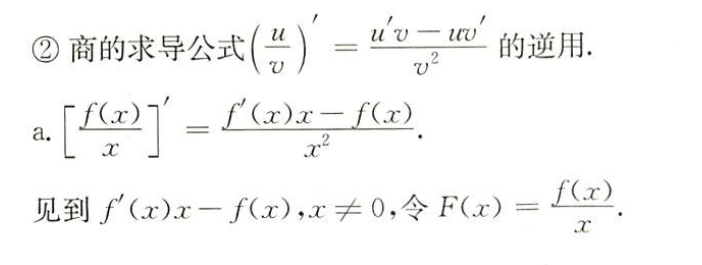 ② 商的求导公式(u/v)′ = (u′v − uv′)/v² 的逆用.
a. [f(x)/x]′ = (f′(x)x − f(x))/x².
见到 f′(x)x − f(x),x ≠ 0,令 F(x) = f(x)/x.